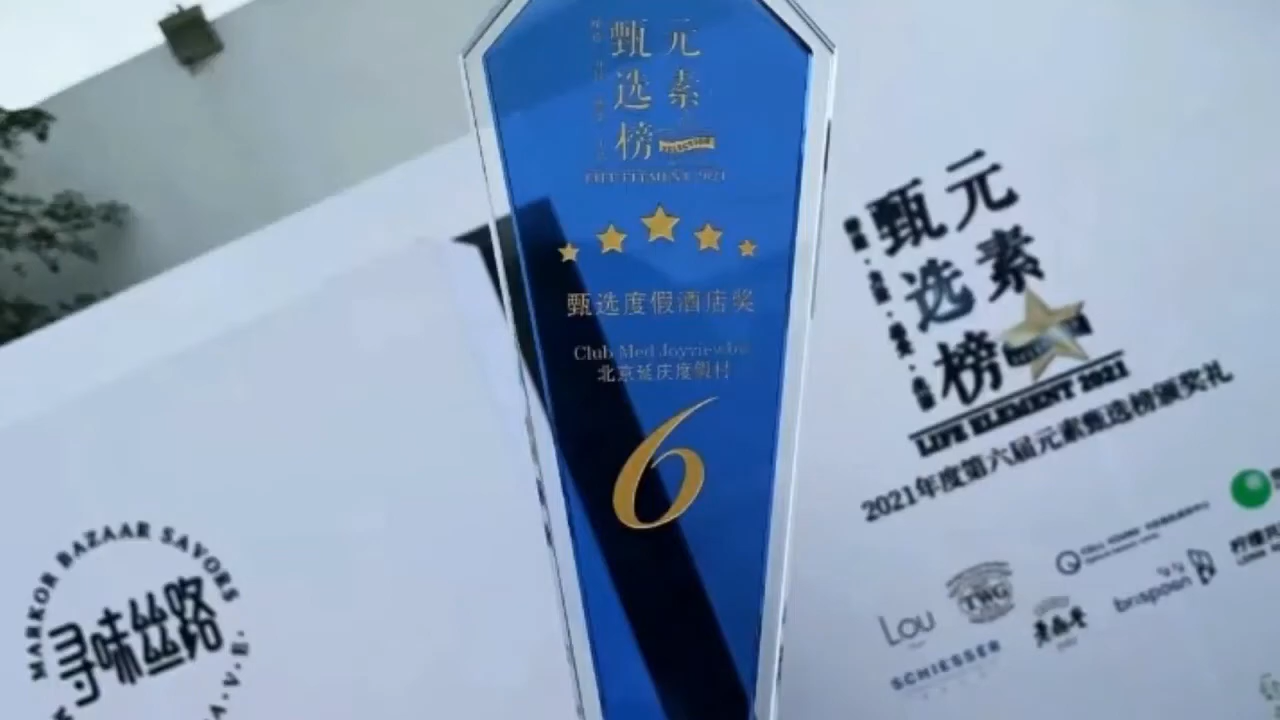 元素
甄选榜
LIFE ELEMENT 2021
甄选度假酒店奖
Club Med Joyview
北京延庆度假村
6
元素
甄选榜
LIFE ELEMENT 2021
2021年度第六届元素甄选榜颁奖礼
Lou
TWG
brispoen
SCHIESSER
柠檬
MARKOR BAZAAR SAVORS
寻味丝路